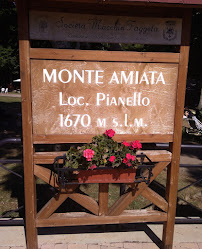 MONTE AMIATA
Loc. Pianello
1670 m s.l.m.